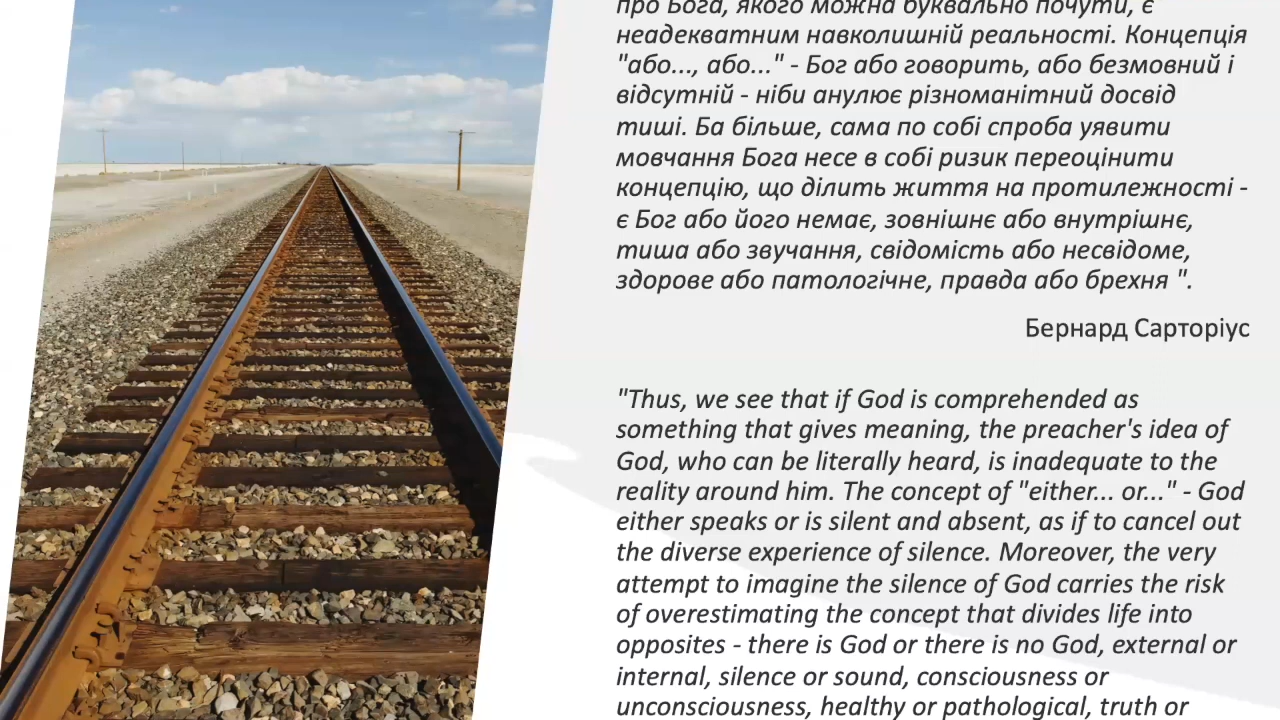 про Бога, якого можна буквально почути, є
неадекватним навколишній реальності. Концепція
"або..., або..." - Бог або говорить, або безмовний і
відсутній - ніби анулює різноманітний досвід
тиші. Ба більше, сама по собі спроба уявити
мовчання Бога несе в собі ризик переоцінити
концепцію, що ділить життя на протилежності -
є Бог або його немає, зовнішнє або внутрішнє,
тиша або звучання, свідомість або несвідоме,
здорове або патологічне, правда або брехня ".
Бернард Сарторіус
"Thus, we see that if God is comprehended as
something that gives meaning, the preacher's idea of
God, who can be literally heard, is inadequate to the
reality around him. The concept of "either... or..." - God
either speaks or is silent and absent, as if to cancel out
the diverse experience of silence. Moreover, the very
attempt to imagine the silence of God carries the risk
of overestimating the concept that divides life into
opposites - there is God or there is no God, external or
internal, silence or sound, consciousness or
unconsciousness, healthy or pathological, truth or